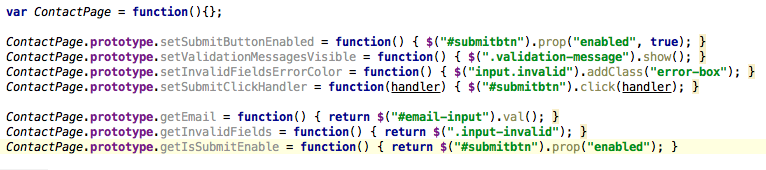 var ContactPage = function(){};
ContactPage.prototype.setSubmitButtonEnabled = function() { $("#submitbtn").prop("enabled", true); }
ContactPage.prototype.setValidationMessagesVisible = function() { $(".validation-message").show(); }
ContactPage.prototype.setInvalidFieldsErrorColor = function() { $("input.invalid").addClass("error-box"); }
ContactPage.prototype.setSubmitClickHandler = function(handler) { $("#submitbtn").click(handler); }
ContactPage.prototype.getEmail = function() { return $("#email-input").val(); }
ContactPage.prototype.getInvalidFields = function() { return $(".input-invalid"); }
ContactPage.prototype.getIsSubmitEnable = function() { return $("#submitbtn").prop("enabled"); }